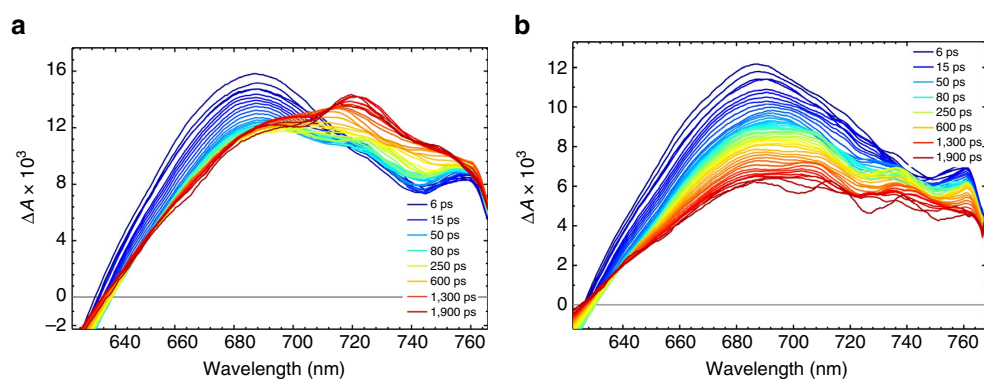 a
ΔA × 10³
16
12
8
4
0
−2
640
660
680
700
720
740
760
Wavelength (nm)
6 ps
15 ps
50 ps
80 ps
250 ps
600 ps
1,300 ps
1,900 ps
b
ΔA × 10³
12
10
8
6
4
2
0
640
660
680
700
720
740
760
Wavelength (nm)
6 ps
15 ps
50 ps
80 ps
250 ps
600 ps
1,300 ps
1,900 ps